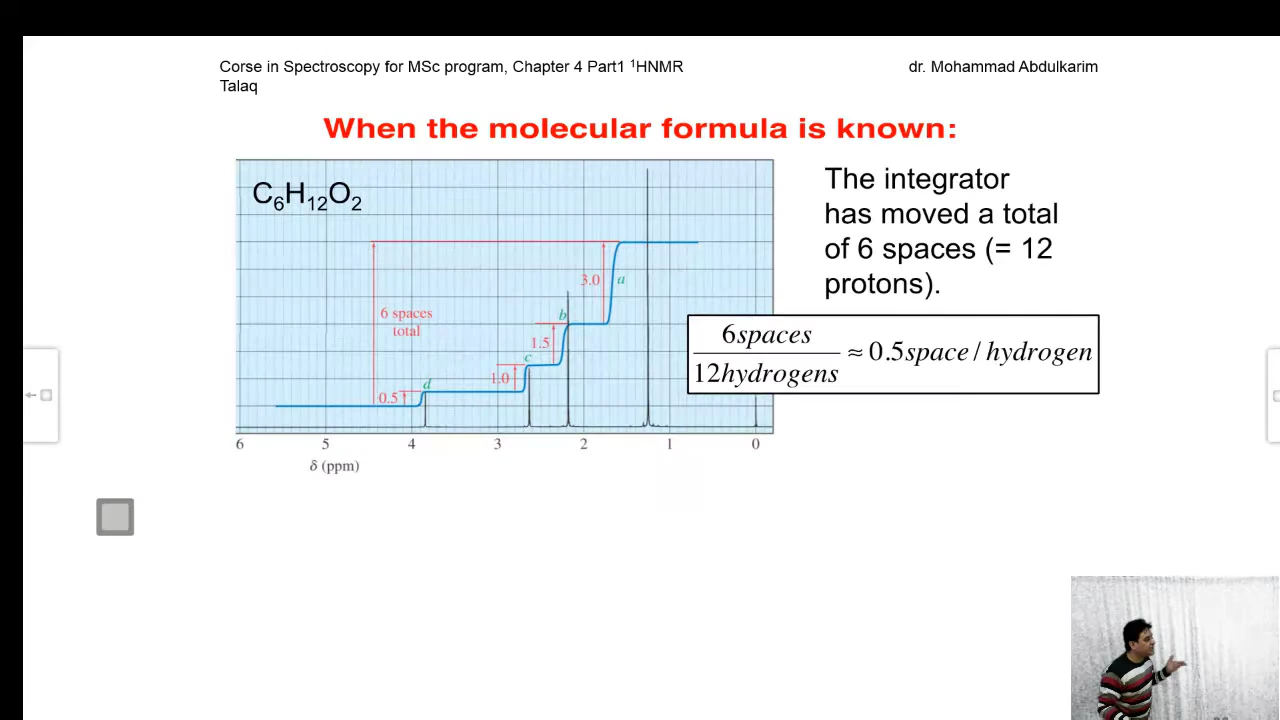 Corse in Spectroscopy for MSc program, Chapter 4 Part1 ¹HNMR dr. Mohammad Abdulkarim
Talaq
When the molecular formula is known:
C₆H₁₂O₂
The integrator
has moved a total
of 6 spaces (= 12
protons).
3.0 a
6 spaces
total
b
1.5
c
1.0
d
0.5
6spaces
12hydrogens
≈ 0.5space / hydrogen
6 5 4 3 2 1 0
δ (ppm)